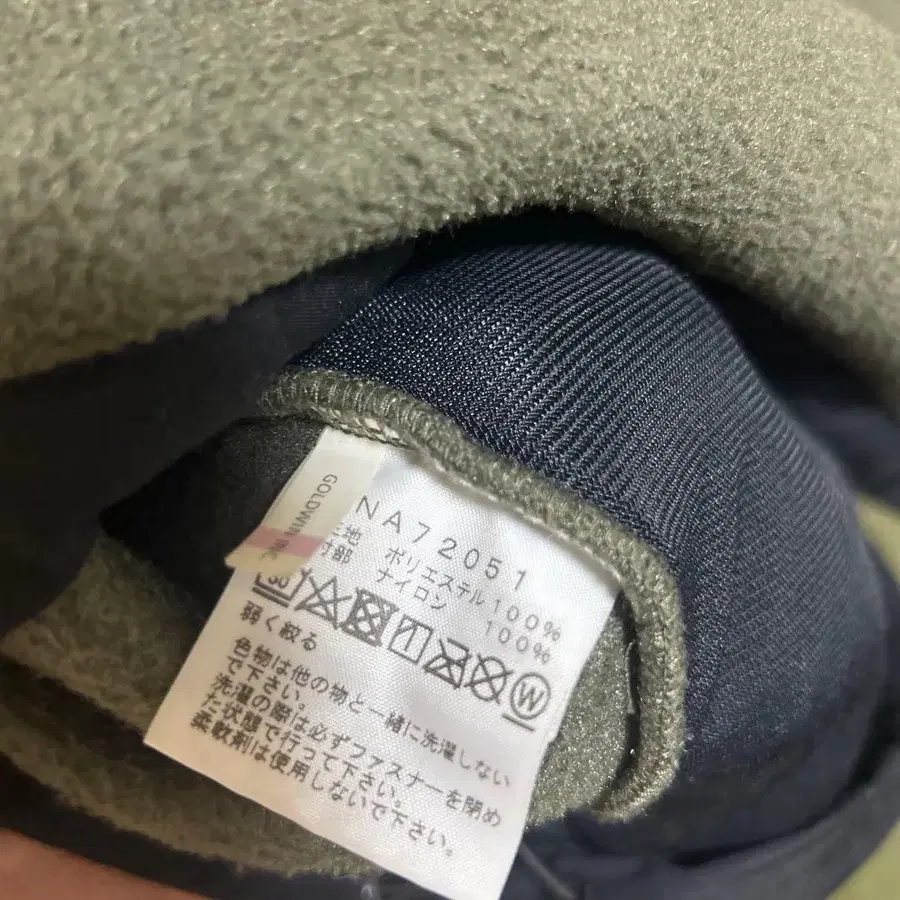 GOLDWIN INC.
NA72051
生地 ポリエステル 100%
寸部 ナイロン 100%
30
W
弱く絞る
色物は他の物と一緒に洗濯しない
で下さい。
洗濯の際は必ずファスナーを閉め
た状態で行って下さい。
柔軟剤は使用しないで下さい。